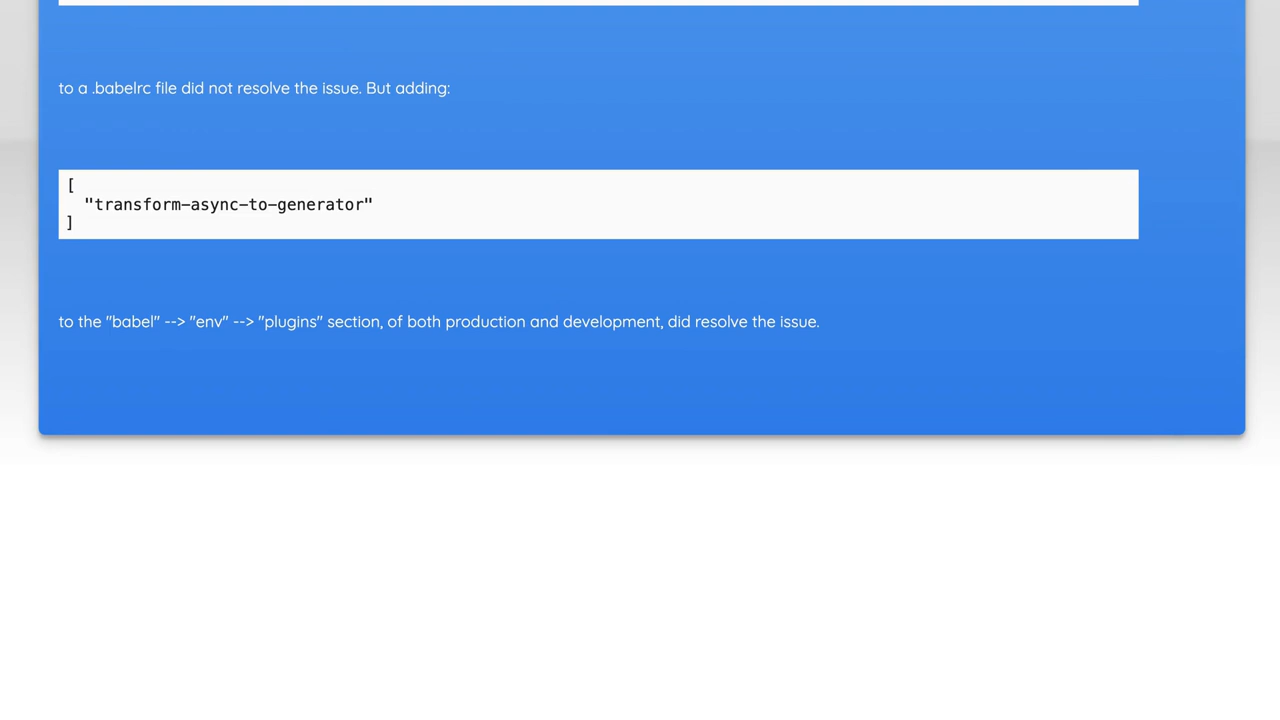 to a .babelrc file did not resolve the issue. But adding:
[
"transform-async-to-generator"
]
to the "babel" --> "env" --> "plugins" section, of both production and development, did resolve the issue.